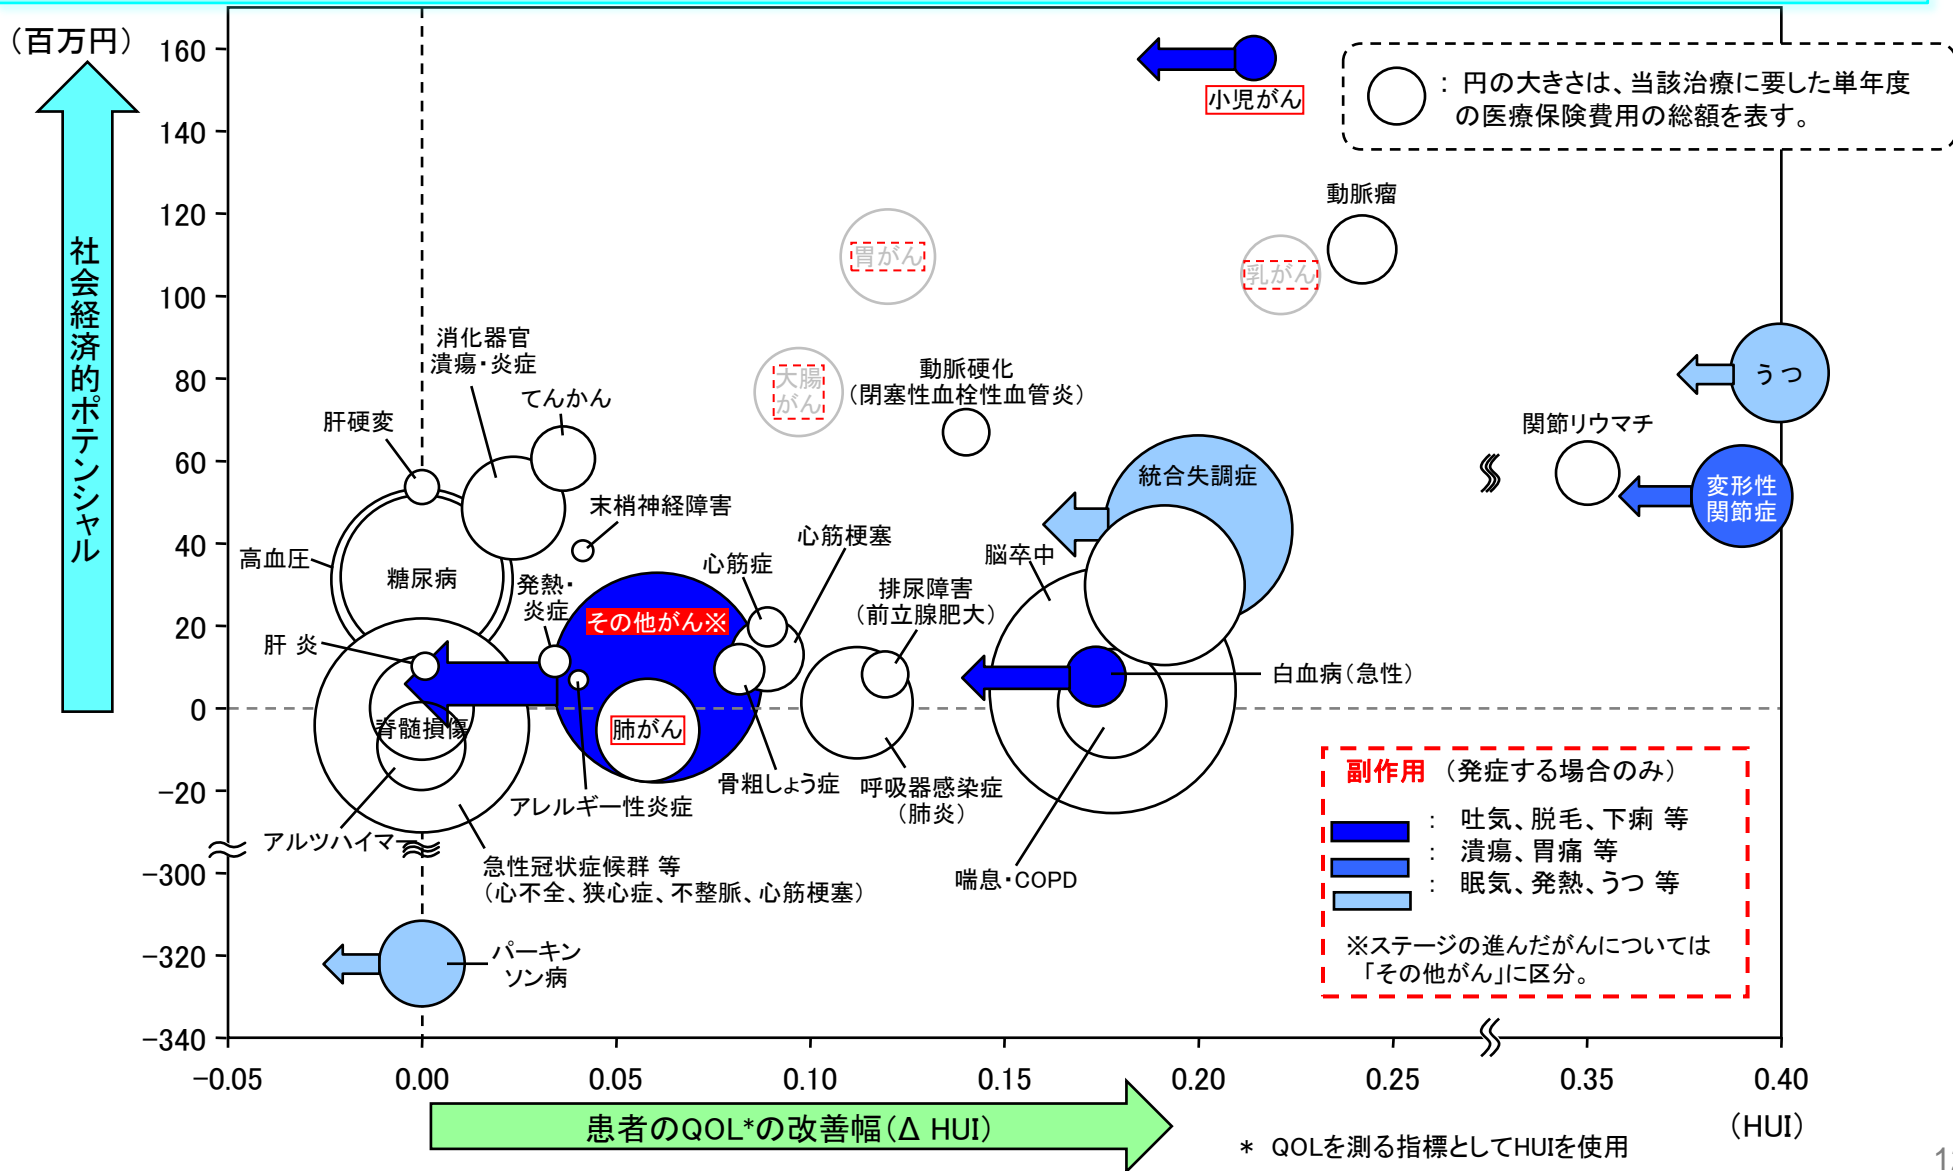 （百万円）
160
140
120
100
80
60
40
20
0
-20
-300
-320
-340
社会経済的ポテンシャル
小児がん
：円の大きさは、当該治療に要した単年度
の医療保険費用の総額を表す。
動脈瘤
胃がん
乳がん
消化器官
潰瘍・炎症
大腸
がん
動脈硬化
（閉塞性血栓性血管炎）
うつ
てんかん
肝硬変
関節リウマチ
変形性
関節症
統合失調症
末梢神経障害
心筋梗塞
高血圧
糖尿病
発熱・
炎症
心筋症
脳卒中
排尿障害
（前立腺肥大）
その他がん※
肝 炎
白血病（急性）
脊髄損傷
肺がん
アルツハイマー
アレルギー性炎症
骨粗しょう症
呼吸器感染症
（肺炎）
急性冠状症候群 等
（心不全、狭心症、不整脈、心筋梗塞）
喘息・COPD
パーキン
ソン病
副作用 （発症する場合のみ）
： 吐気、脱毛、下痢 等
： 潰瘍、胃痛 等
： 眠気、発熱、うつ 等
※ステージの進んだがんについては
「その他がん」に区分。
-0.05 0.00 0.05 0.10 0.15 0.20 0.25 0.35 0.40
患者のQOL*の改善幅（Δ HUI）
（HUI）
* QOLを測る指標としてHUIを使用